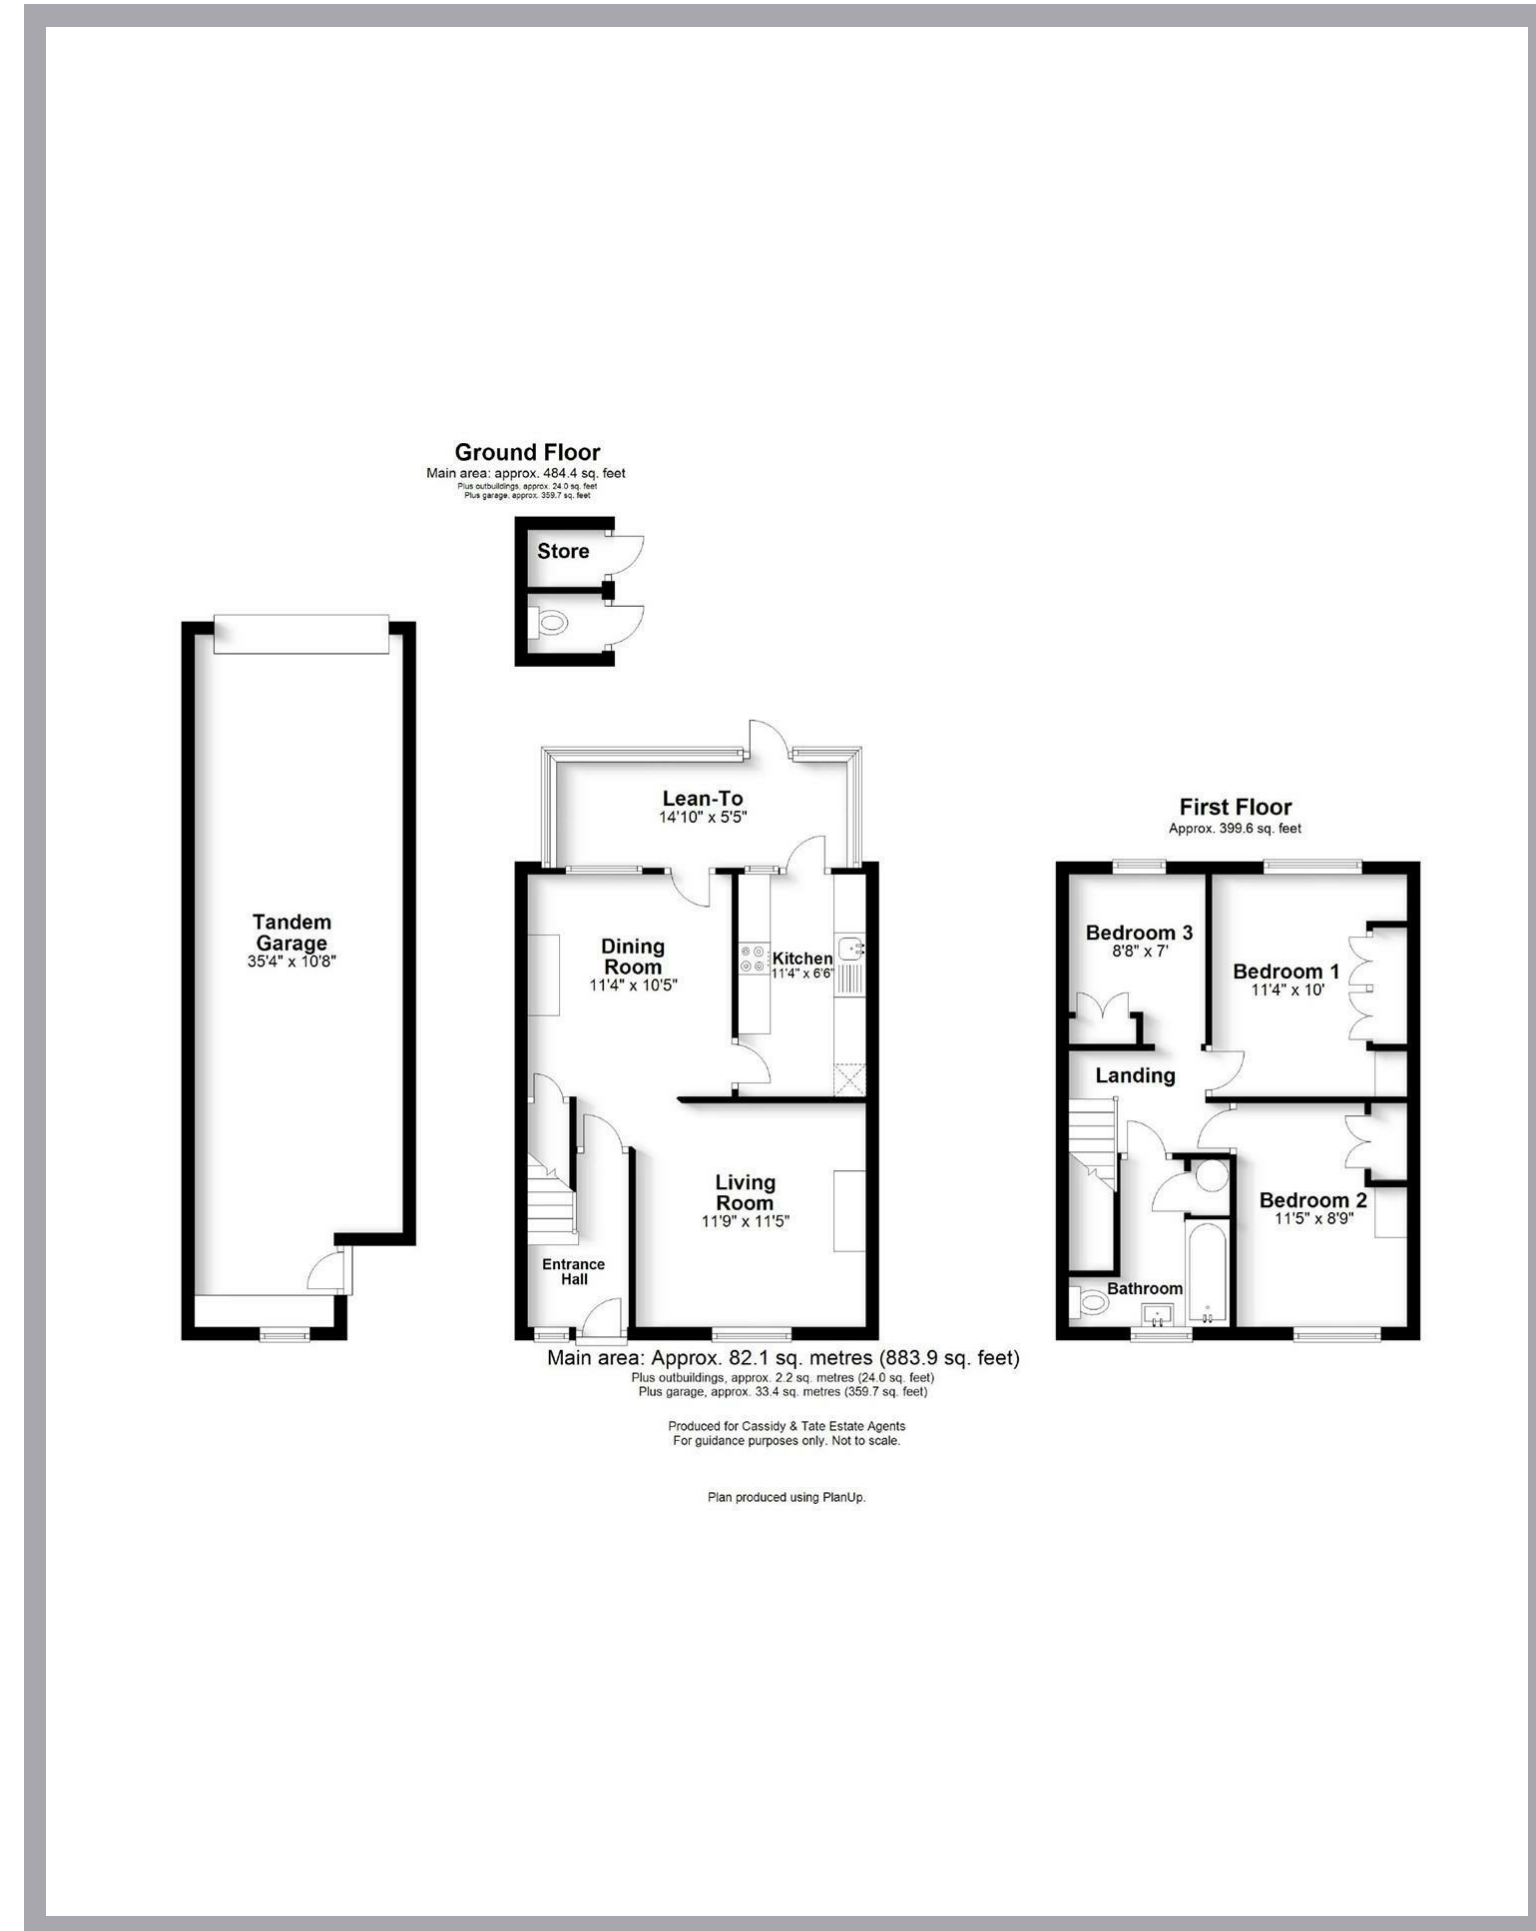 Ground Floor
Main area: approx. 484.4 sq. feet
Plus outbuildings, approx. 24.0 sq. feet
Plus garage, approx. 359.7 sq. feet
Store
Tandem
Garage
35'4" x 10'8"
Lean-To
14'10" x 5'5"
Dining
Room
11'4" x 10'5"
Kitchen
11'4" x 6'6"
Living
Room
11'9" x 11'5"
Entrance
Hall
First Floor
Approx. 399.6 sq. feet
Bedroom 3
8'8" x 7'
Bedroom 1
11'4" x 10'
Landing
Bedroom 2
11'5" x 8'9"
Bathroom
Main area: Approx. 82.1 sq. metres (883.9 sq. feet)
Plus outbuildings, approx. 2.2 sq. metres (24.0 sq. feet)
Plus garage, approx. 33.4 sq. metres (359.7 sq. feet)
Produced for Cassidy & Tate Estate Agents
For guidance purposes only. Not to scale.
Plan produced using PlanUp.